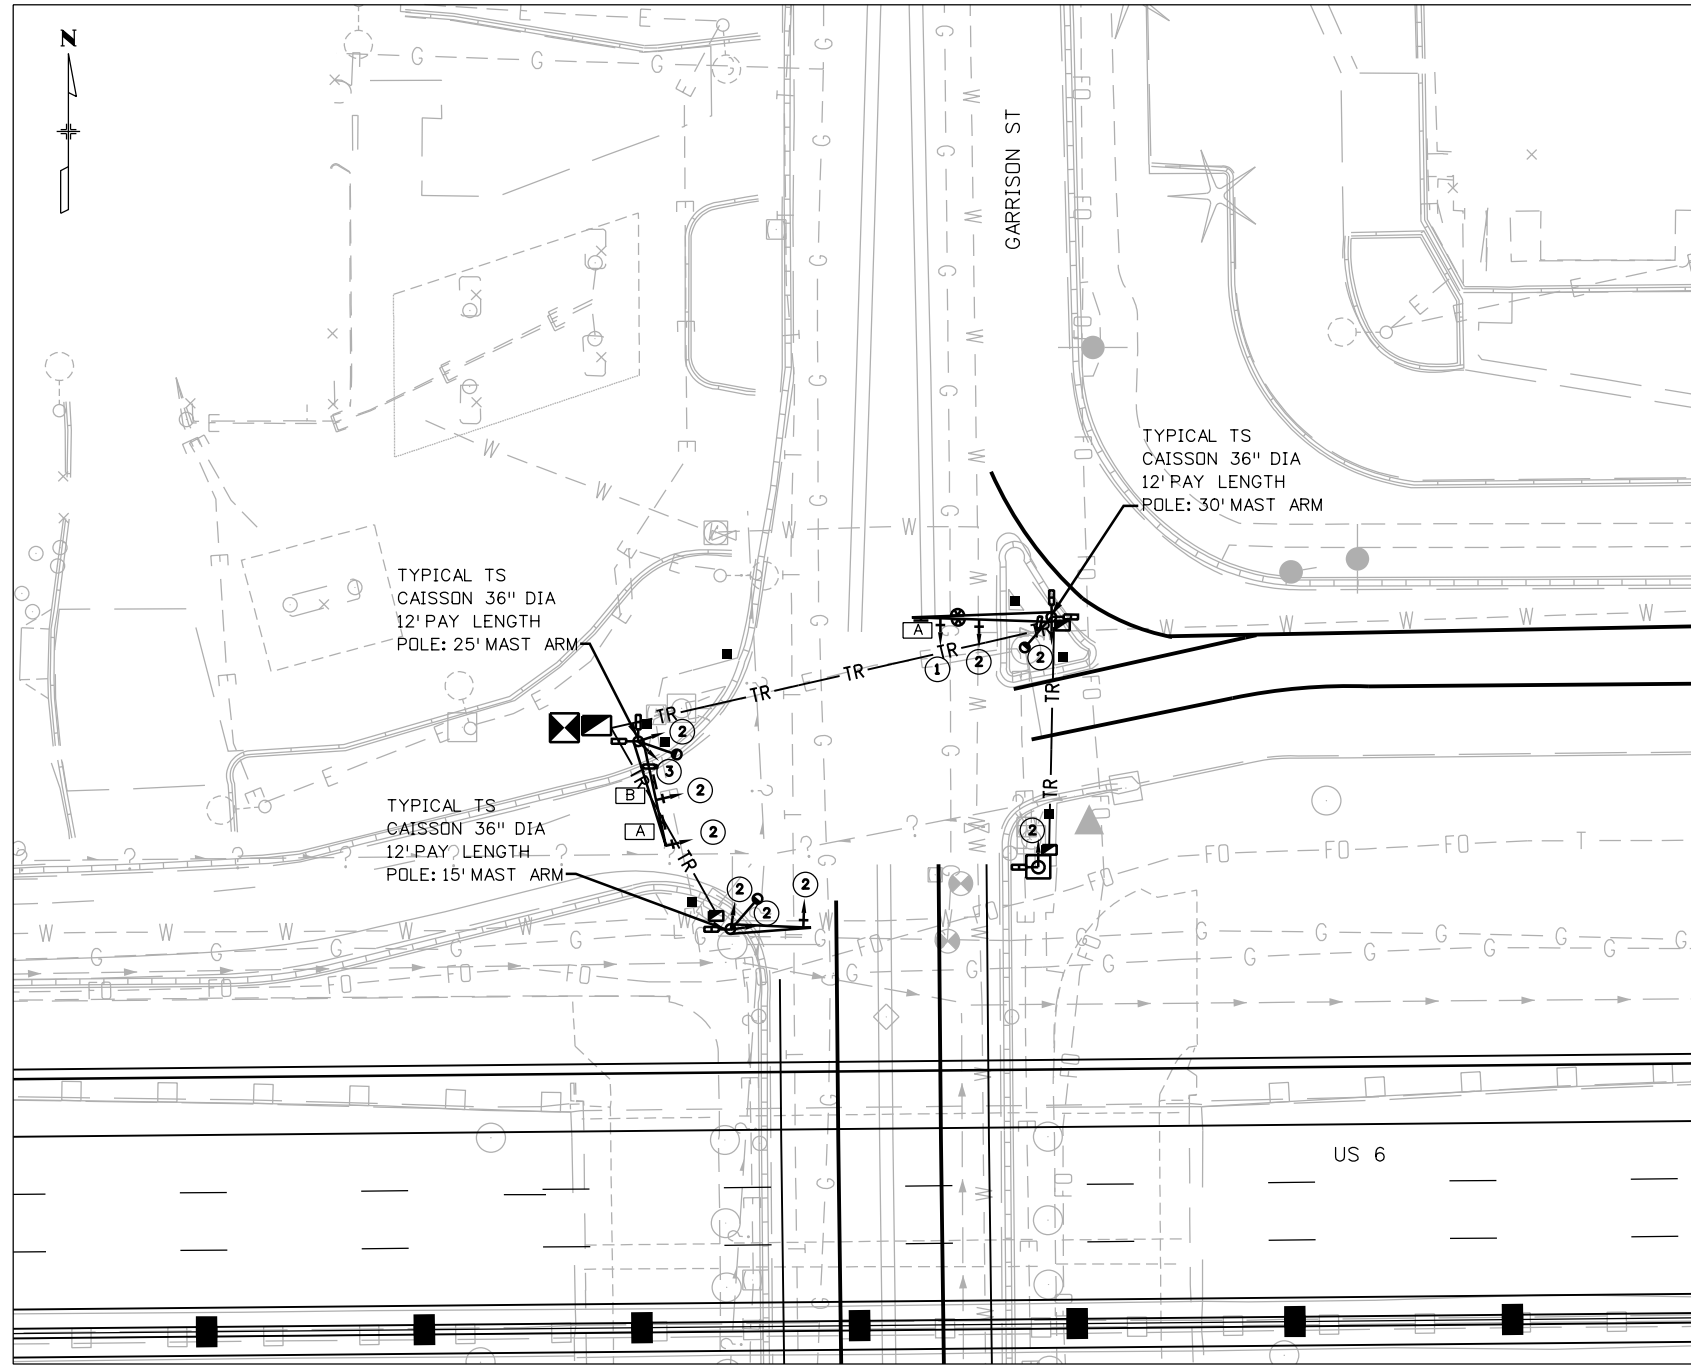 N
GARRISON ST
TYPICAL TS
CAISSON 36" DIA
12' PAY LENGTH
POLE: 30' MAST ARM
TYPICAL TS
CAISSON 36" DIA
12' PAY LENGTH
POLE: 25' MAST ARM
A
1
2
2
TR
TR
TR
TR
TR
TR
2
3
B
2
A
2
TR
TR
TYPICAL TS
CAISSON 36" DIA
12' PAY LENGTH
POLE: 15' MAST ARM
2
2
2
2
US 6